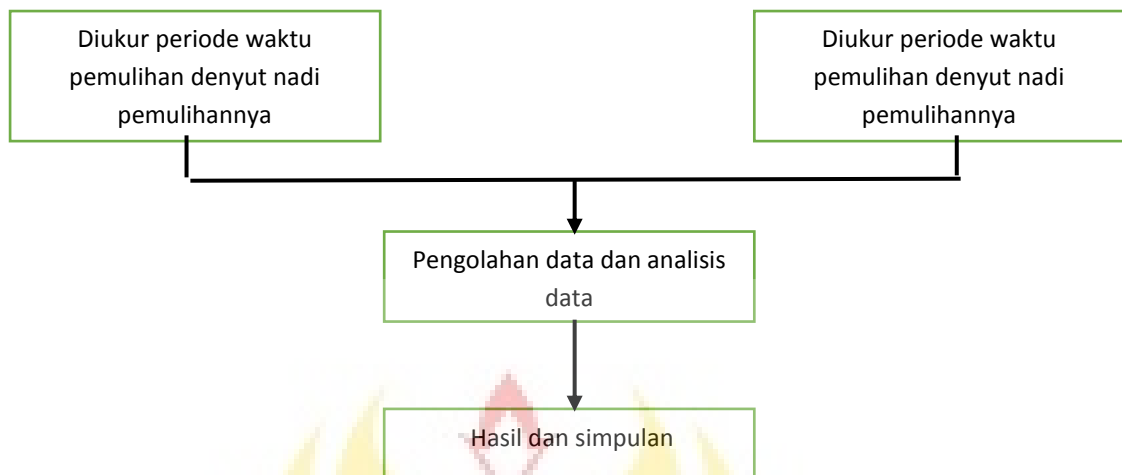 Diukur periode waktu
pemulihan denyut nadi
pemulihannya
Diukur periode waktu
pemulihan denyut nadi
pemulihannya
Pengolahan data dan analisis
data
Hasil dan simpulan